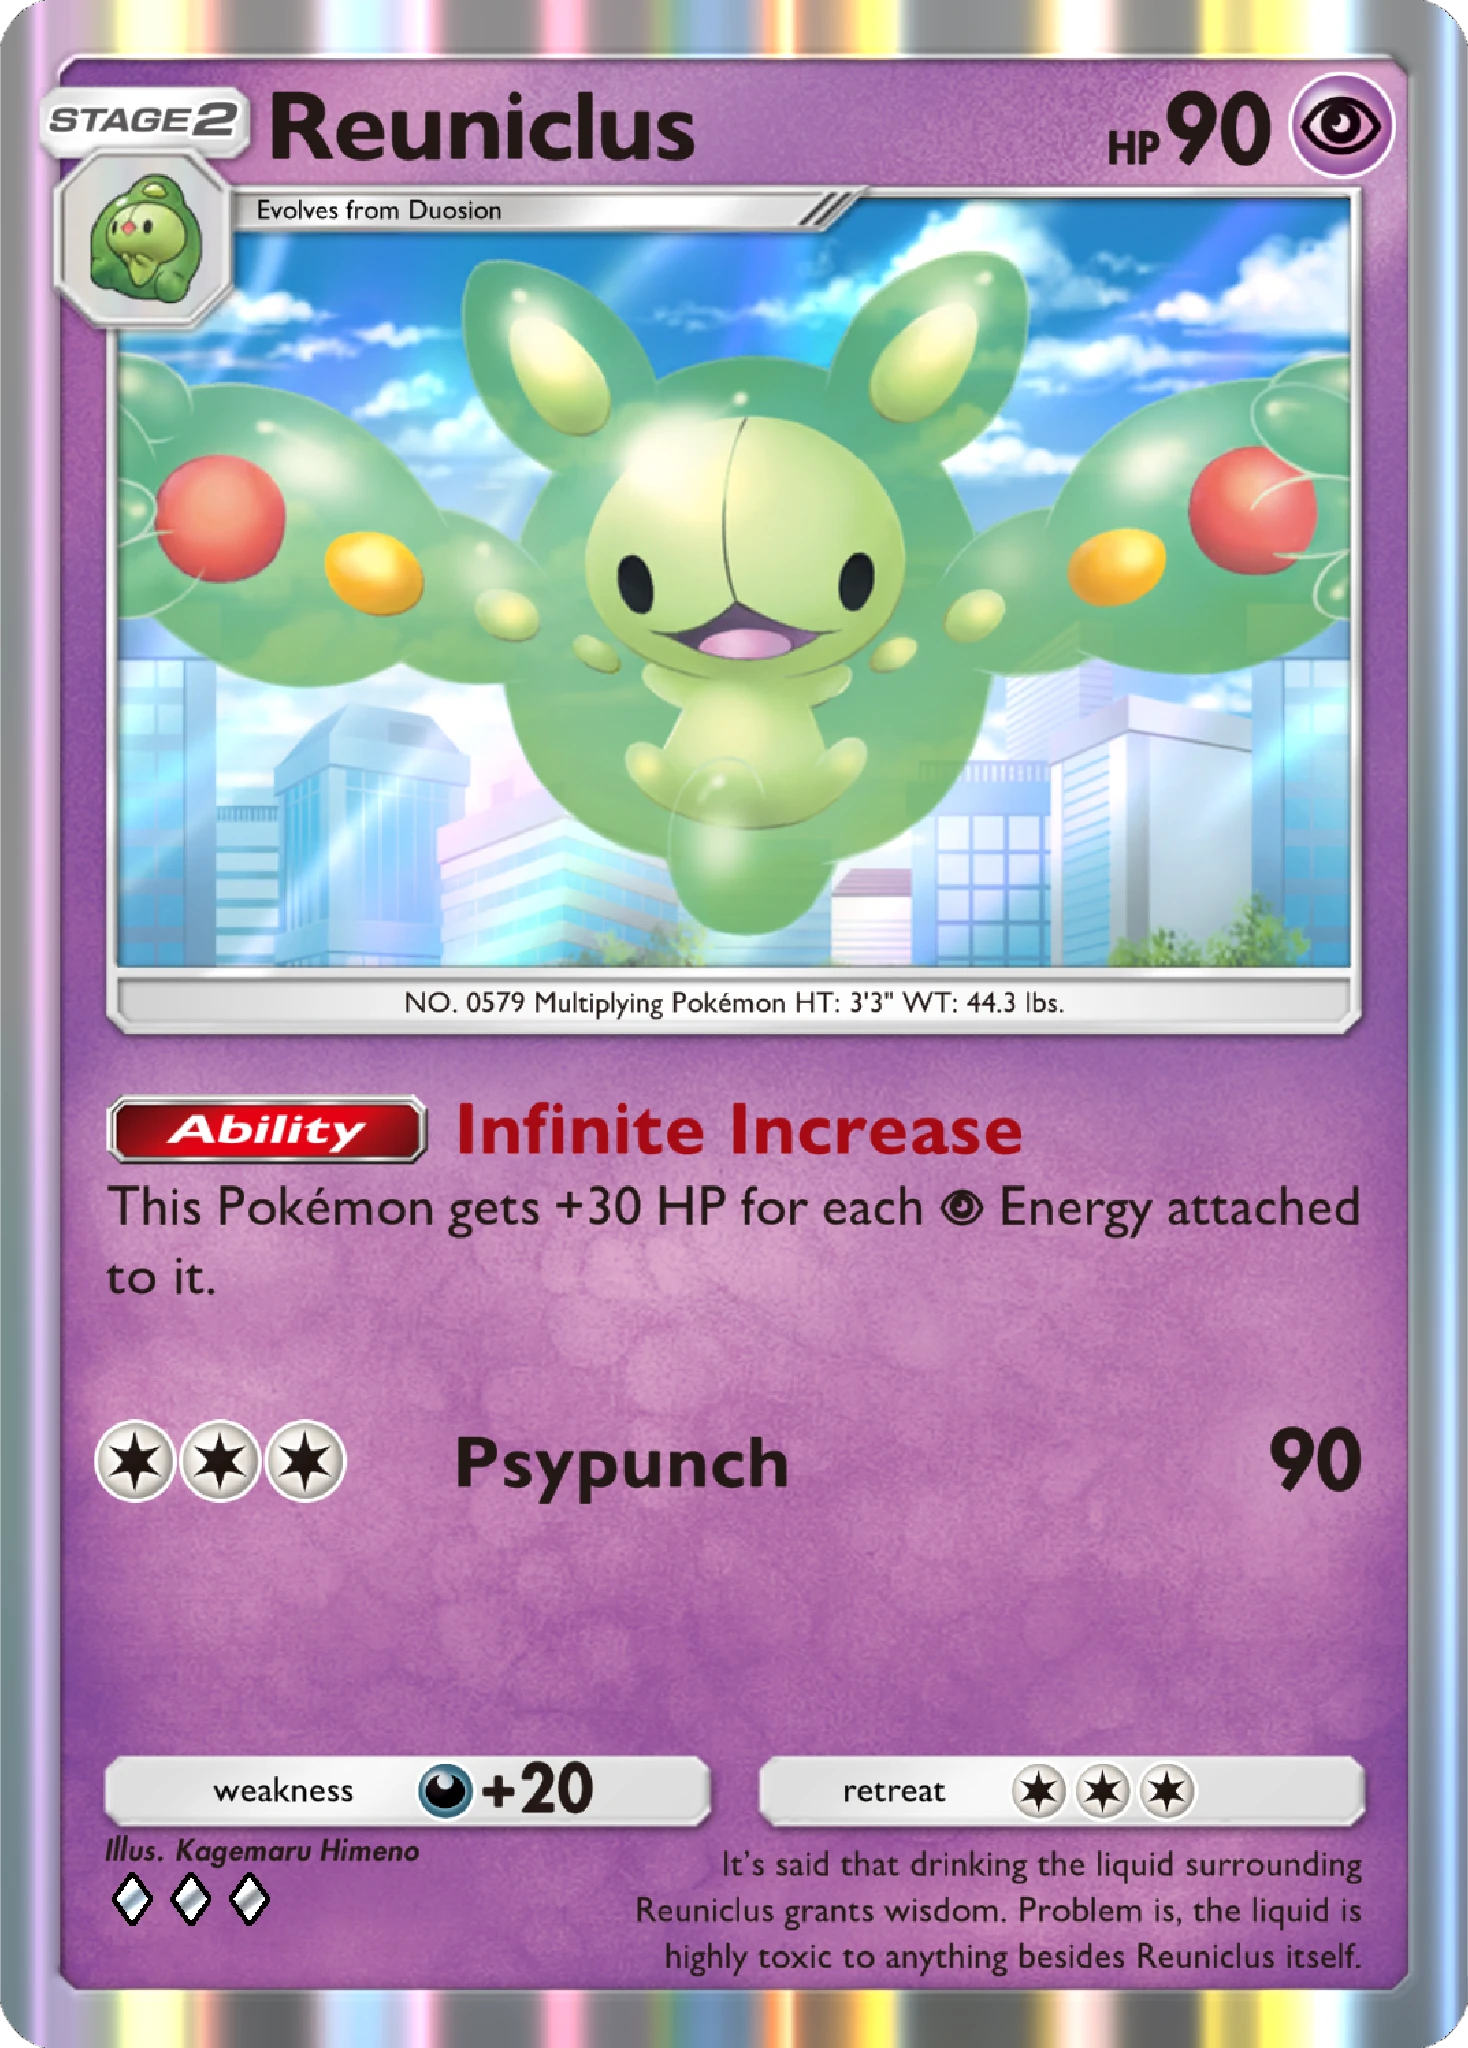 STAGE2 Reuniclus HP 90
Evolves from Duosion
NO. 0579 Multiplying Pokémon HT: 3'3" WT: 44.3 lbs.
Ability Infinite Increase
This Pokémon gets +30 HP for each Energy attached
to it.
Psypunch 90
weakness +20
retreat
Illus. Kagemaru Himeno
It's said that drinking the liquid surrounding
Reuniclus grants wisdom. Problem is, the liquid is
highly toxic to anything besides Reuniclus itself.